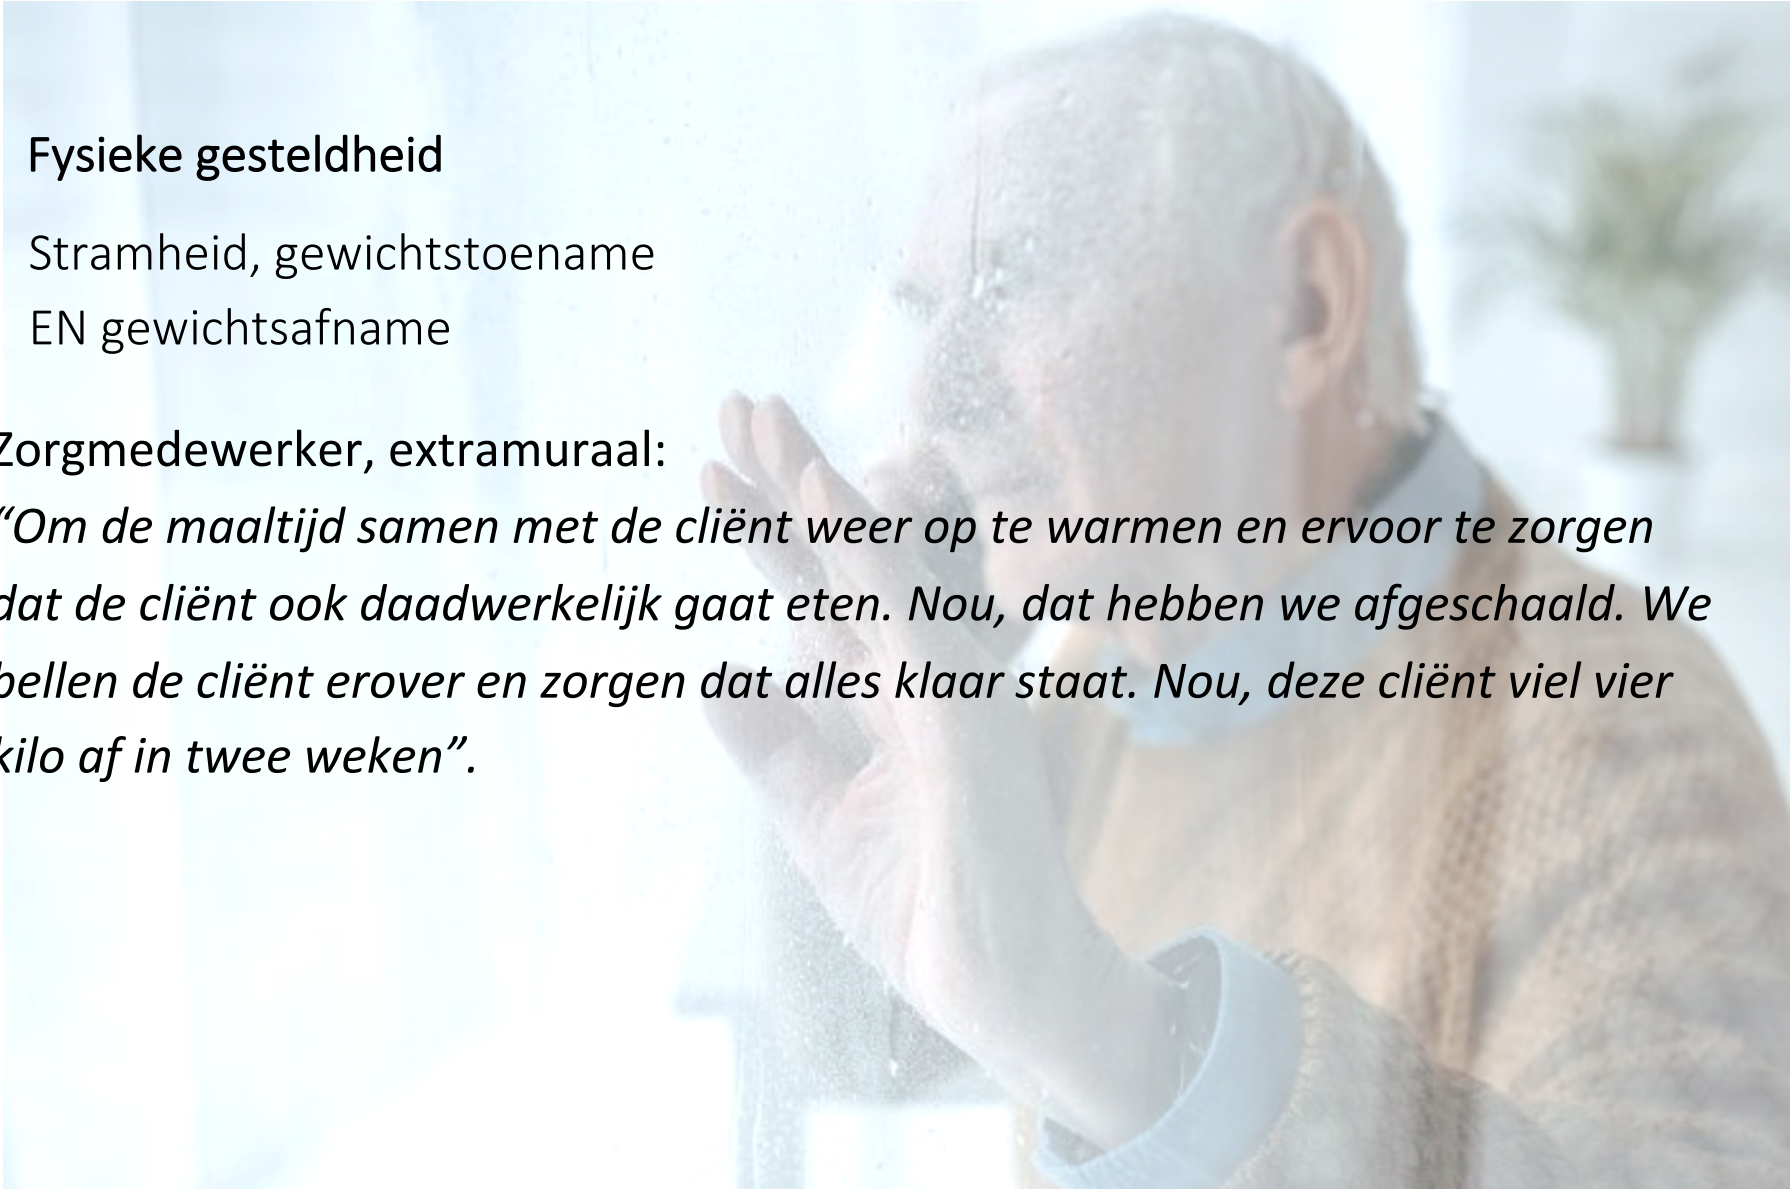 Fysieke gesteldheid
Stramheid, gewichtstoename
EN gewichtsafname
Zorgmedewerker, extramuraal:
“Om de maaltijd samen met de cliënt weer op te warmen en ervoor te zorgen
dat de cliënt ook daadwerkelijk gaat eten. Nou, dat hebben we afgeschaald. We
bellen de cliënt erover en zorgen dat alles klaar staat. Nou, deze cliënt viel vier
kilo af in twee weken”.